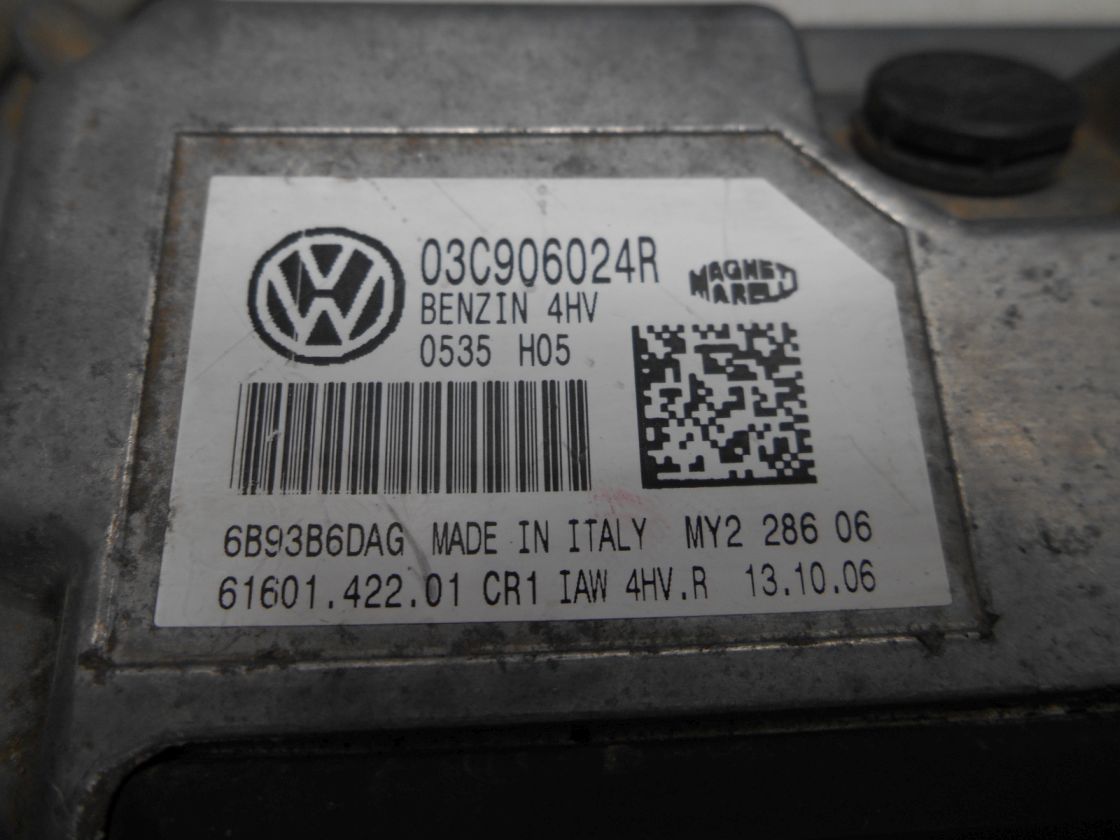 VW
03C906024R
BENZIN 4HV
0535 H05
MAGNETI
MARELLI
6B93B6DAG MADE IN ITALY MY2 286 06
61601.422.01 CR1 IAW 4HV.R 13.10.06